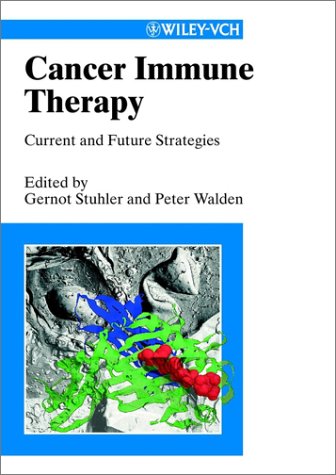 WILEY-VCH
Cancer Immune
Therapy
Current and Future Strategies
Edited by
Gernot Stuhler and Peter Walden